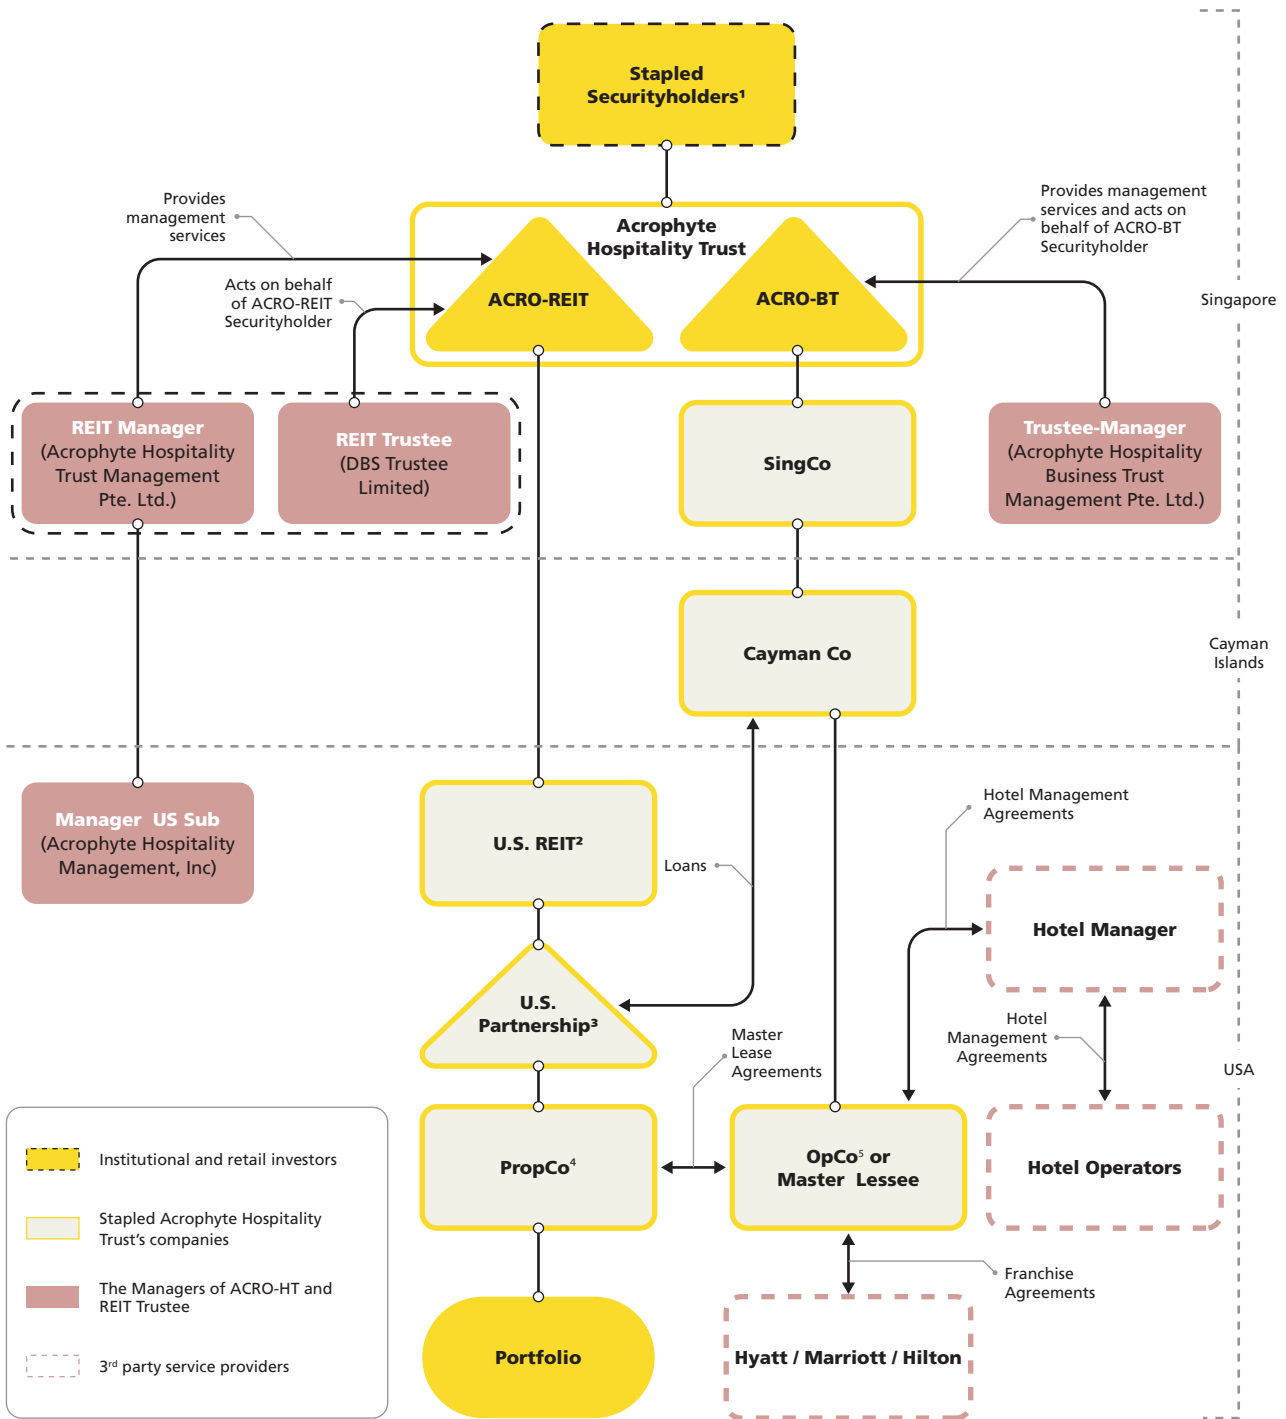 Stapled
Securityholders¹
Provides
management
services
Acrophyte
Hospitality Trust
Provides management
services and acts on
behalf of ACRO-BT
Securityholder
Acts on behalf
of ACRO-REIT
Securityholder
ACRO-REIT
ACRO-BT
Singapore
REIT Manager
(Acrophyte Hospitality
Trust Management
Pte. Ltd.)
REIT Trustee
(DBS Trustee
Limited)
SingCo
Trustee-Manager
(Acrophyte Hospitality
Business Trust
Management Pte. Ltd.)
Cayman Co
Cayman
Islands
Manager US Sub
(Acrophyte Hospitality
Management, Inc)
U.S. REIT²
Loans
Hotel Management
Agreements
Hotel Manager
U.S.
Partnership³
Master
Lease
Agreements
Hotel
Management
Agreements
USA
PropCo⁴
OpCo⁵ or
Master Lessee
Hotel Operators
Franchise
Agreements
Portfolio
Hyatt / Marriott / Hilton
Institutional and retail investors
Stapled Acrophyte Hospitality
Trust's companies
The Managers of ACRO-HT and
REIT Trustee
3rd party service providers